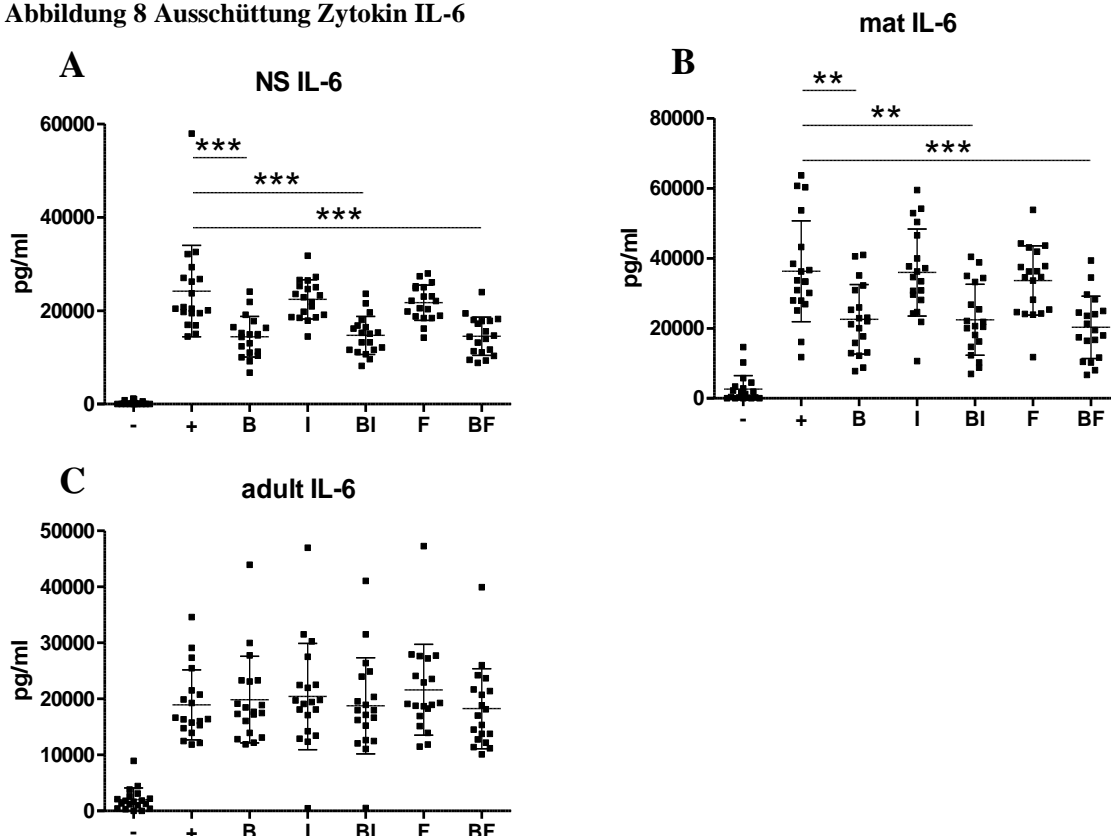 Abbildung 8 Ausschüttung Zytokin IL-6
A
NS IL-6
60000
40000
20000
0
pg/ml
***
***
***
- + B I BI F BF
B
mat IL-6
80000
60000
40000
20000
0
pg/ml
**
**
***
- + B I BI F BF
C
adult IL-6
50000
40000
30000
20000
10000
0
pg/ml
- + B I BI F BF